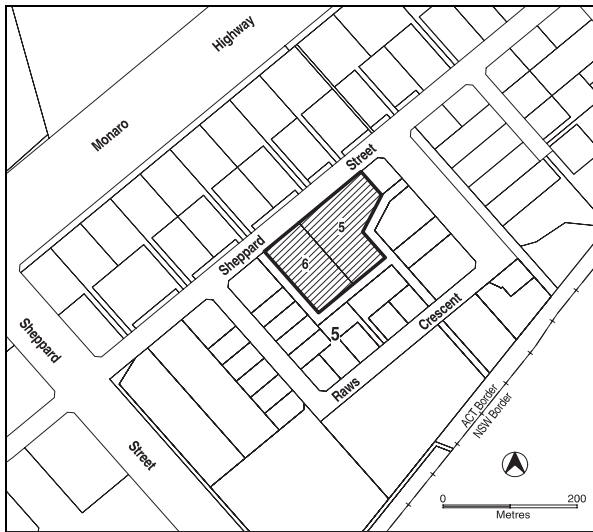 Highway
Monaro
Street
5
Sheppard
6
Sheppard
5
Crescent
Raws
Street
ACT Border
NSW Border
0 200
Metres